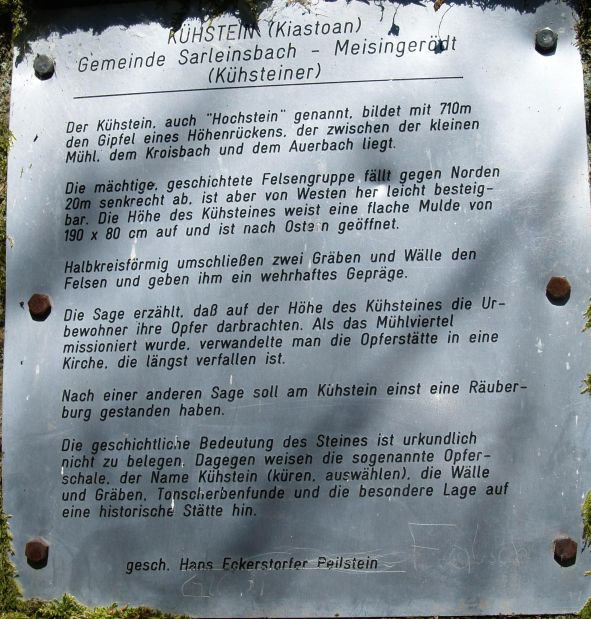 KÜHSTEIN (Kiastoan)
Gemeinde Sarleinsbach - Meisingerödt
(Kühsteiner)
Der Kühstein, auch "Hochstein" genannt, bildet mit 710m
den Gipfel eines Höhenrückens, der zwischen der kleinen
Mühl, dem Kroisbach und dem Auerbach liegt.
Die mächtige, geschichtete Felsengruppe fällt gegen Norden
20m senkrecht ab, ist aber von Westen her leicht besteig-
bar. Die Höhe des Kühsteines weist eine flache Mulde von
190 x 80 cm auf und ist nach Osten geöffnet.
Halbkreisförmig umschließen zwei Gräben und Wälle den
Felsen und geben ihm ein wehrhaftes Gepräge.
Die Sage erzählt, daß auf der Höhe des Kühsteines die Ur-
bewohner ihre Opfer darbrachten. Als das Mühlviertel
missioniert wurde, verwandelte man die Opferstätte in eine
Kirche, die längst verfallen ist.
Nach einer anderen Sage soll am Kühstein einst eine Räuber-
burg gestanden haben.
Die geschichtliche Bedeutung des Steines ist urkundlich
nicht zu belegen. Dagegen weisen die sogenannte Opfer-
schale, der Name Kühstein (küren, auswählen), die Wälle
und Gräben, Tonscherbenfunde und die besondere Lage auf
eine historische Stätte hin.
gesch. Hans Eckerstorfer Peilstein